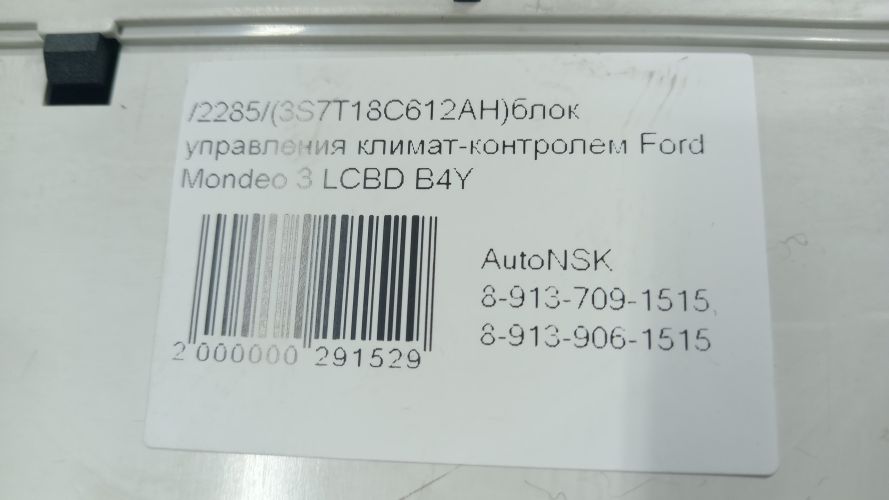 /2285/(3S7T18C612AH)блок
управления климат-контролем Ford
Mondeo 3 LCBD B4Y
AutoNSK
8-913-709-1515,
8-913-906-1515
2 000000 291529